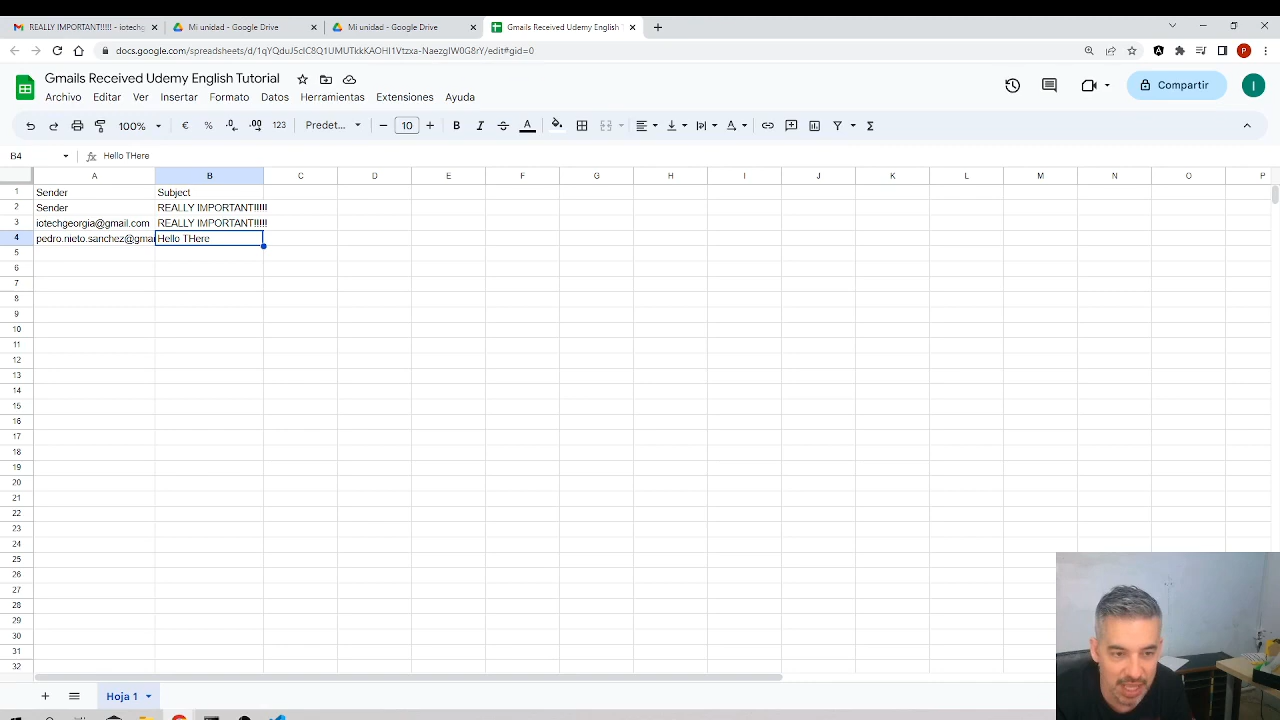 REALLY IMPORTANT!!!!! - iotechg
Mi unidad - Google Drive
Mi unidad - Google Drive
Gmails Received Udemy English
docs.google.com/spreadsheets/d/1qYQduJ5cIC8Q1UMUTkkKAOHI1Vtzxa-NaezgIW0G8rY/edit#gid=0
P
Gmails Received Udemy English Tutorial
Archivo Editar Ver Insertar Formato Datos Herramientas Extensiones Ayuda
Compartir
I
100% € % .0 .00 123 Predet... 10 B I S A
B4 fx Hello THere
A B C D E F G H I J K L M N O P
1 Sender Subject
2 Sender REALLY IMPORTANT!!!!!
3 iotechgeorgia@gmail.com REALLY IMPORTANT!!!!!
4 pedro.nieto.sanchez@gmai Hello THere
5
6
7
8
9
10
11
12
13
14
15
16
17
18
19
20
21
22
23
24
25
26
27
28
29
30
31
32
Hoja 1